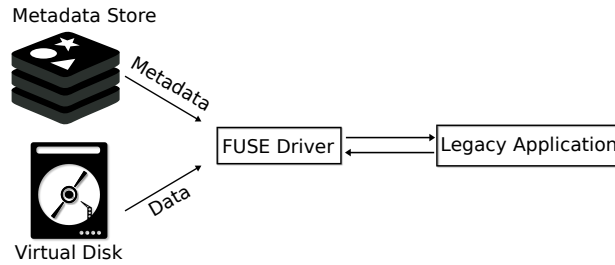 Metadata Store
Metadata
FUSE Driver
Legacy Application
Data
Virtual Disk